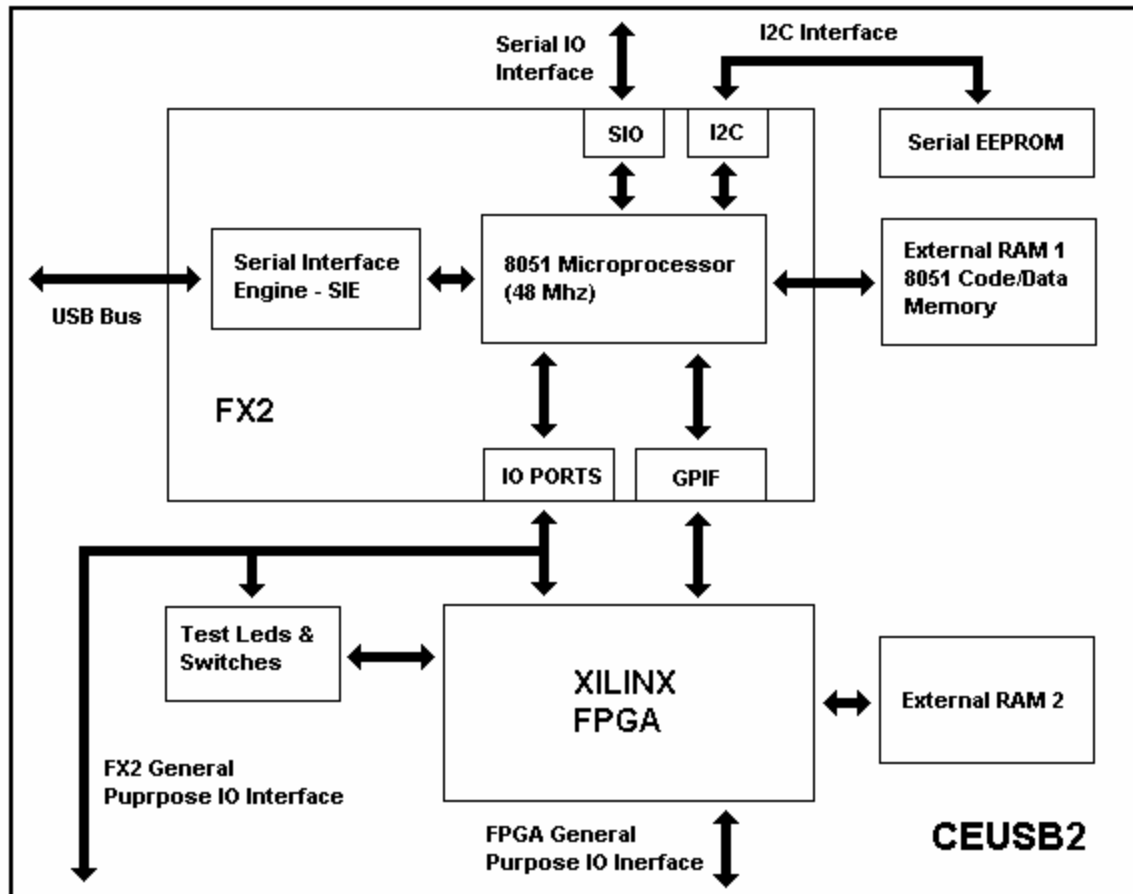 Serial IO
Interface
I2C Interface
SIO
I2C
Serial EEPROM
Serial Interface
Engine - SIE
8051 Microprocessor
(48 Mhz)
External RAM 1
8051 Code/Data
Memory
USB Bus
FX2
IO PORTS
GPIF
Test Leds &
Switches
XILINX
FPGA
External RAM 2
FX2 General
Puprpose IO Interface
FPGA General
Purpose IO Inerface
CEUSB2